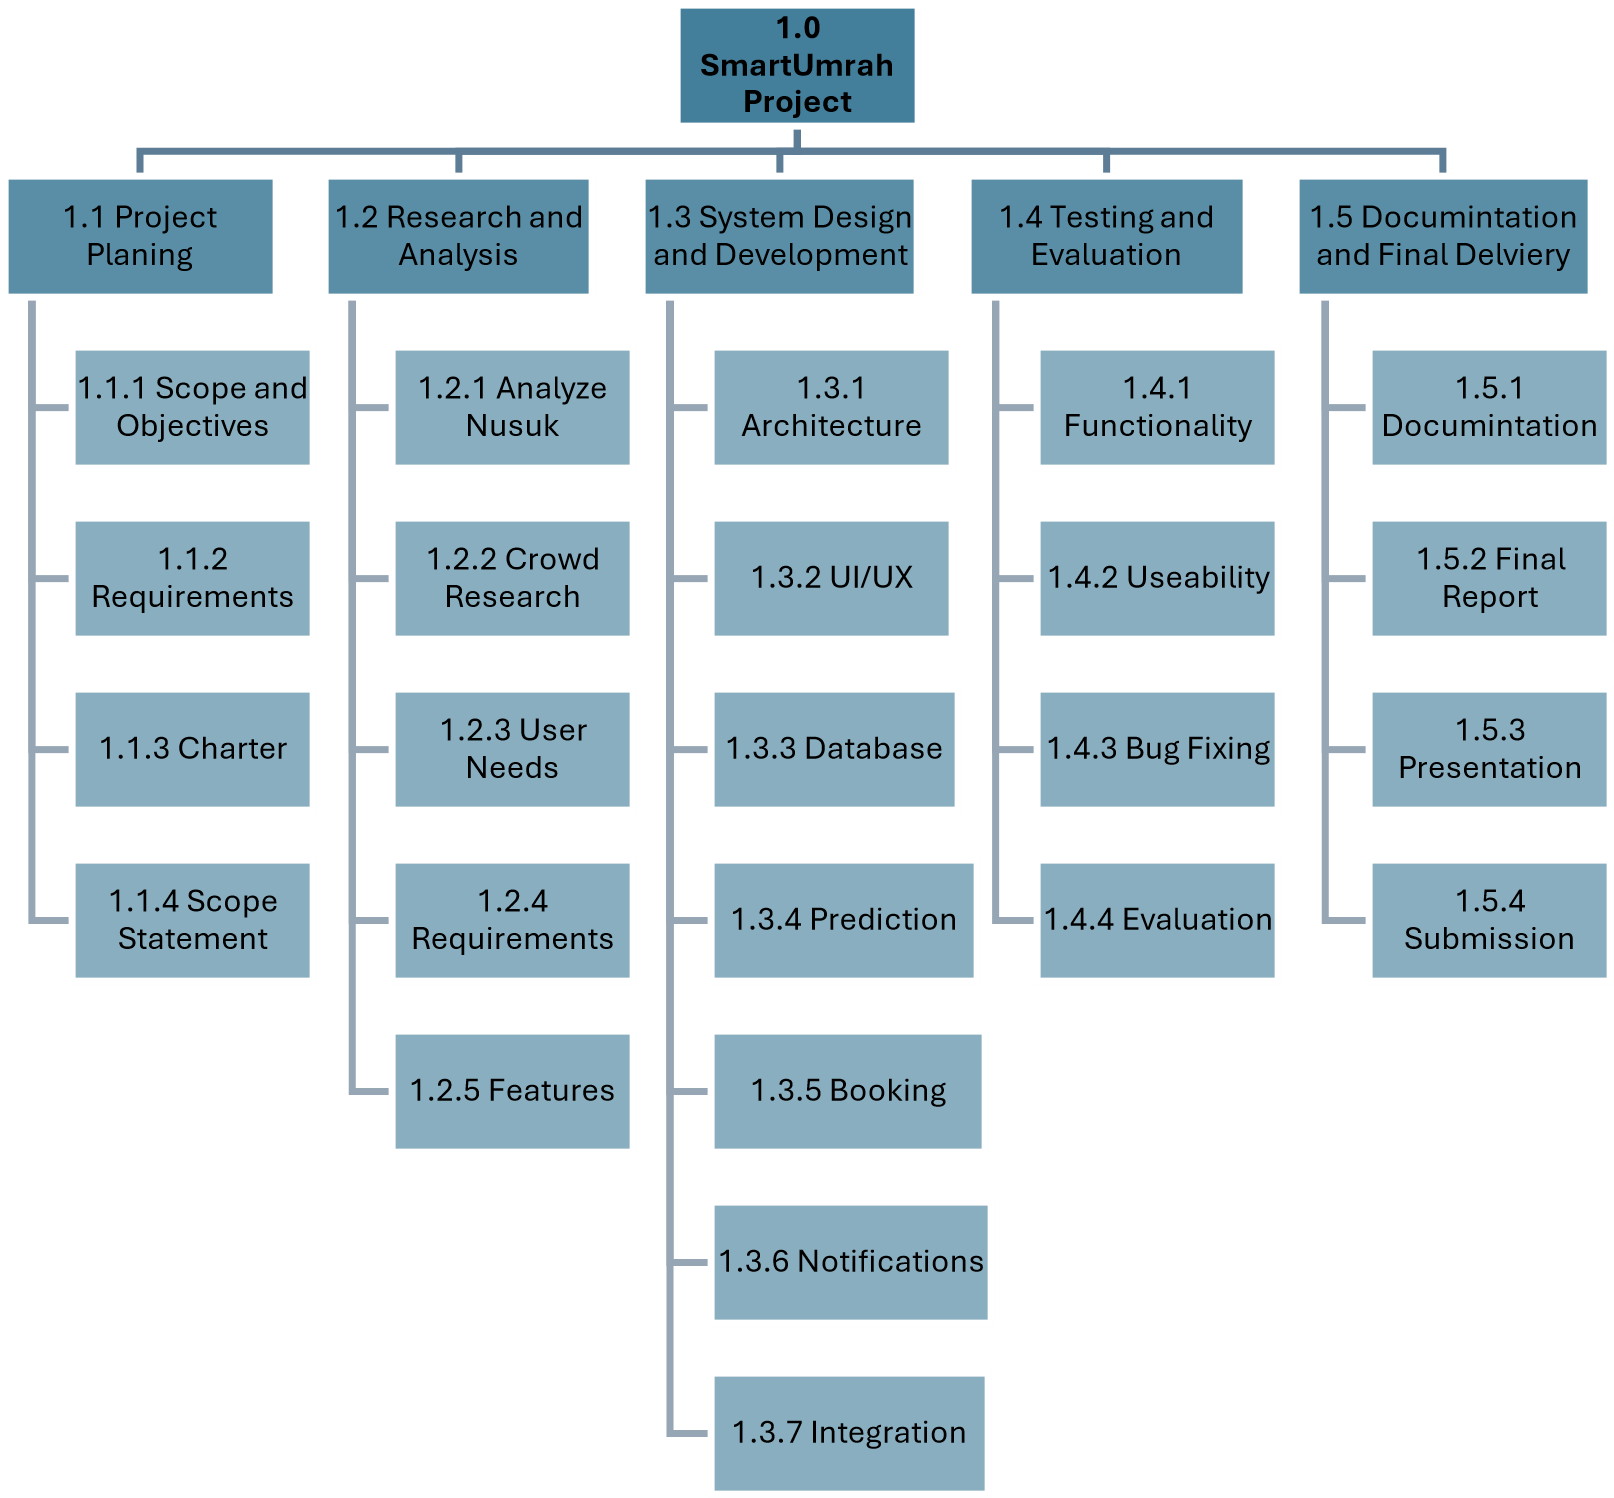 1.0
SmartUmrah
Project
1.1 Project
Planing
1.2 Research and
Analysis
1.3 System Design
and Development
1.4 Testing and
Evaluation
1.5 Documintation
and Final Delviery
1.1.1 Scope and
Objectives
1.1.2
Requirements
1.1.3 Charter
1.1.4 Scope
Statement
1.2.1 Analyze
Nusuk
1.2.2 Crowd
Research
1.2.3 User
Needs
1.2.4
Requirements
1.2.5 Features
1.3.1
Architecture
1.3.2 UI/UX
1.3.3 Database
1.3.4 Prediction
1.3.5 Booking
1.3.6 Notifications
1.3.7 Integration
1.4.1
Functionality
1.4.2 Useability
1.4.3 Bug Fixing
1.4.4 Evaluation
1.5.1
Documintation
1.5.2 Final
Report
1.5.3
Presentation
1.5.4
Submission